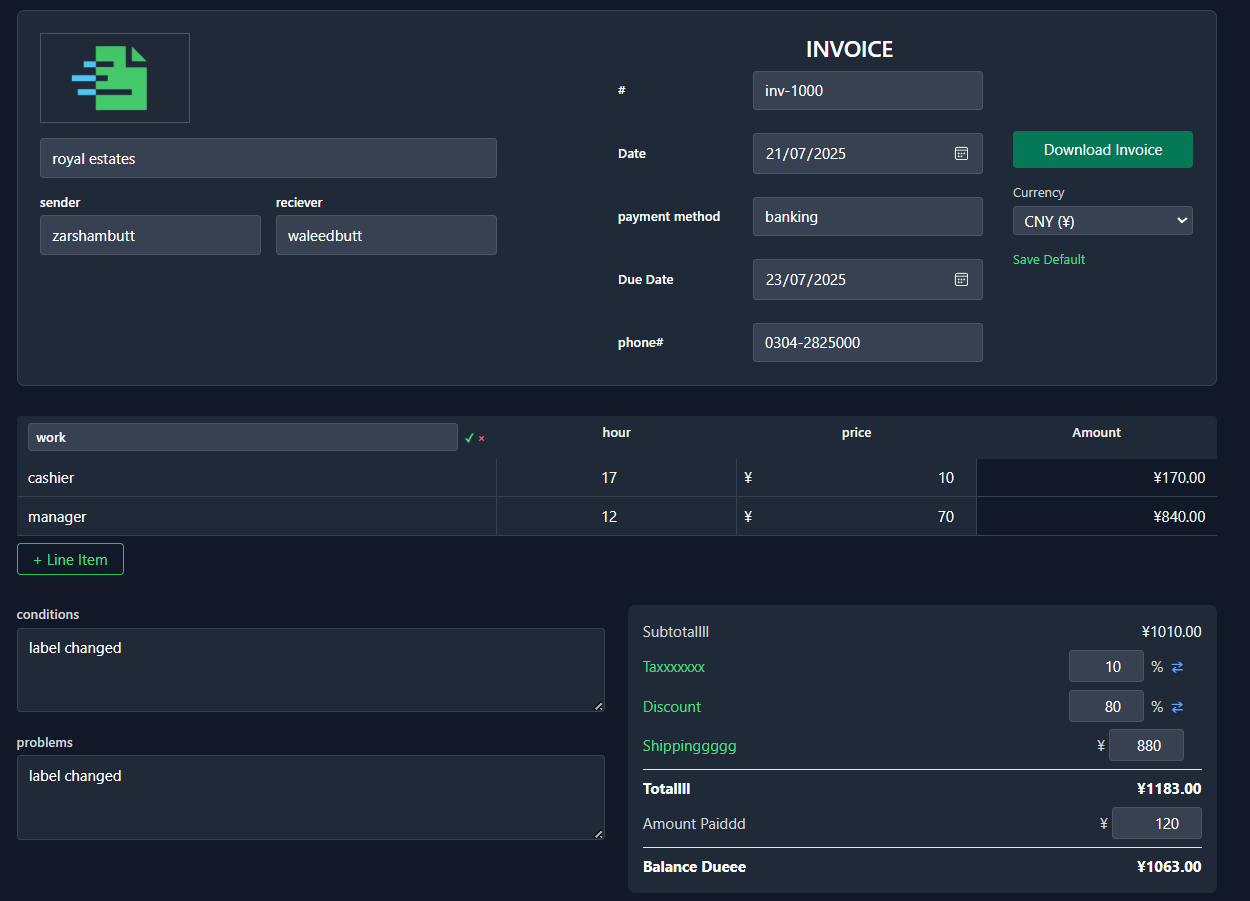 INVOICE
# inv-1000
royal estates
Date 21/07/2025
Download Invoice
sender reciever
zarshambutt waleedbutt
payment method banking
Currency
CNY (¥)
Save Default
Due Date 23/07/2025
phone# 0304-2825000
work ✓ × hour price Amount
cashier 17 ¥ 10 ¥170.00
manager 12 ¥ 70 ¥840.00
+ Line Item
conditions
label changed
problems
label changed
Subtotallll ¥1010.00
Taxxxxxxx 10 % ⇄
Discount 80 % ⇄
Shippinggggg ¥ 880
Totallll ¥1183.00
Amount Paiddd ¥ 120
Balance Dueee ¥1063.00